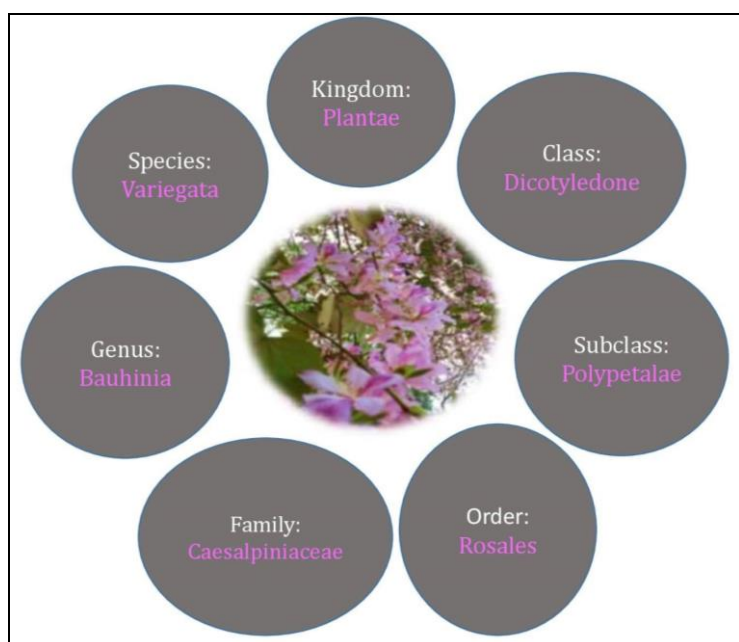 Kingdom:
Plantae
Class:
Dicotyledone
Subclass:
Polypetalae
Order:
Rosales
Family:
Caesalpiniaceae
Genus:
Bauhinia
Species:
Variegata